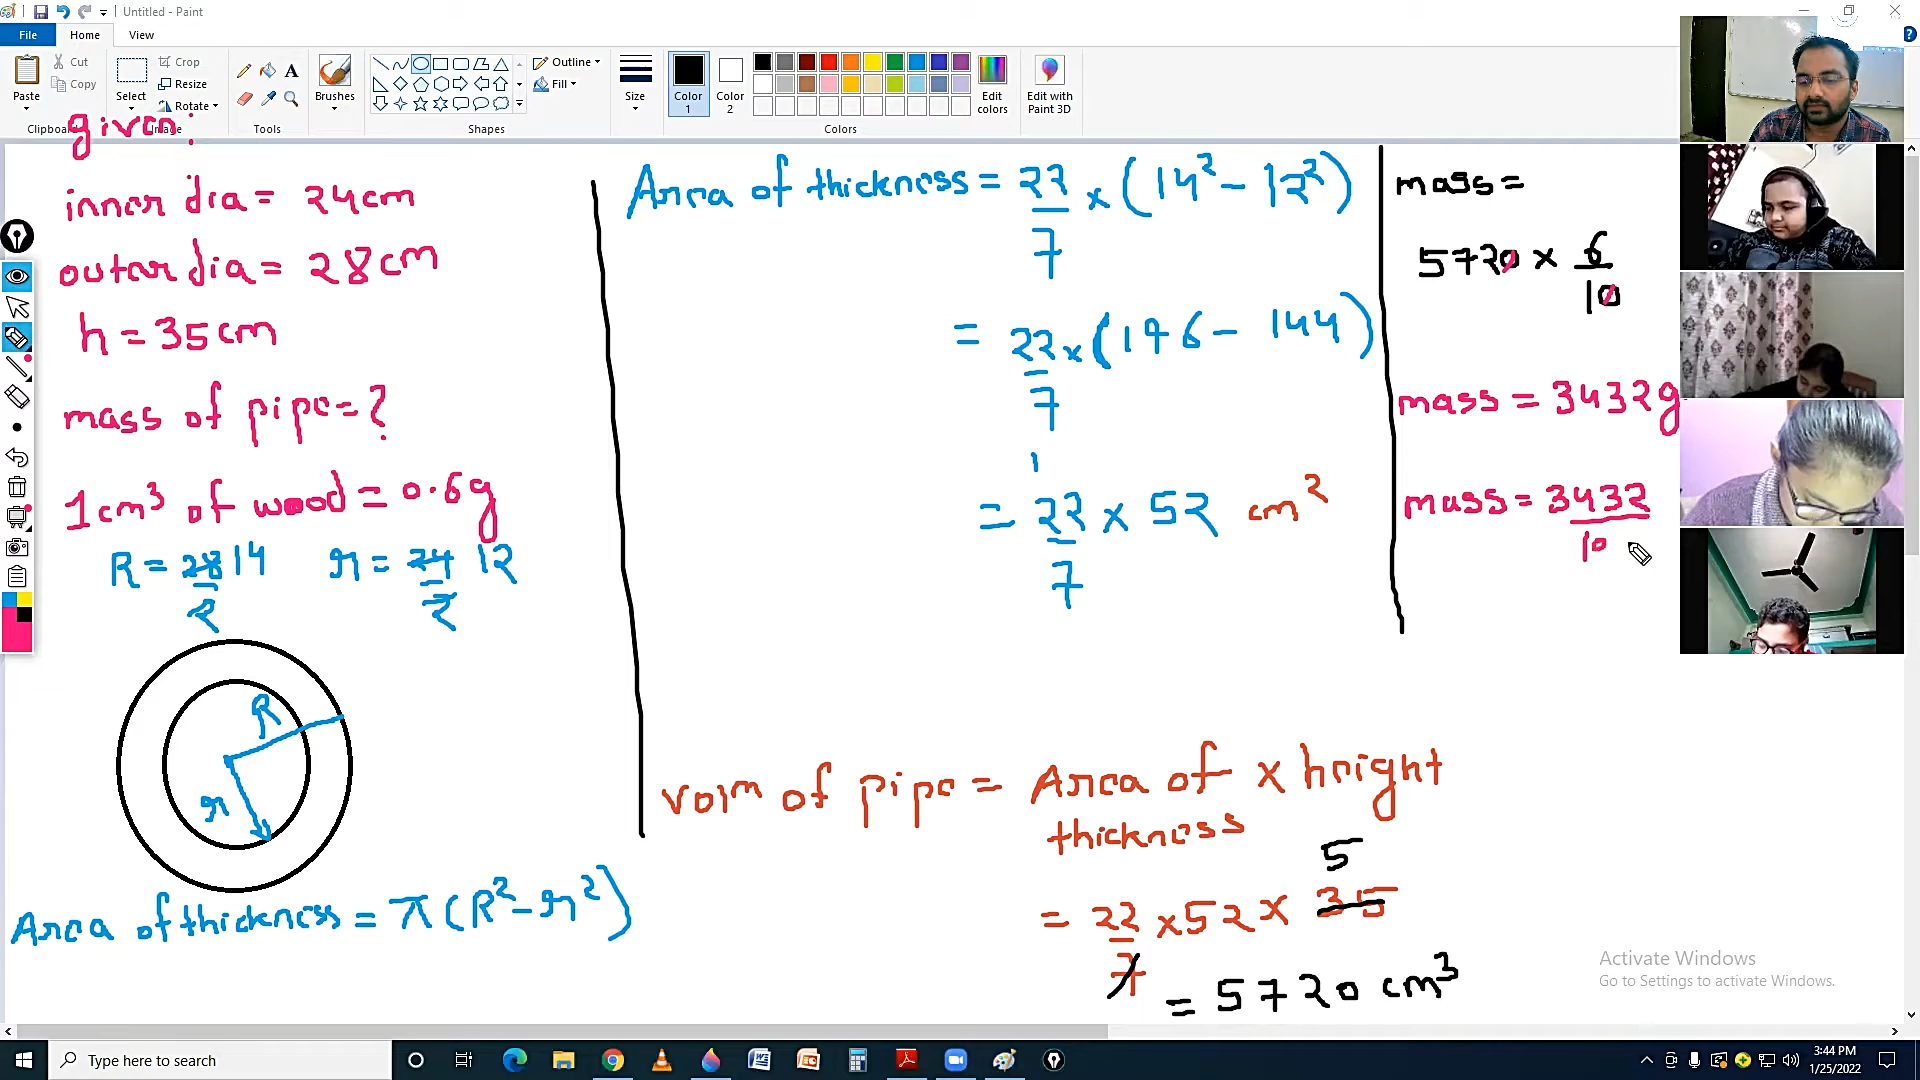 Untitled - Paint
File
Home
View
Paste
Cut
Copy
Clipboard
Select
Crop
Resize
Rotate
Image
A
Tools
Brushes
Outline
Fill
Shapes
Size
Color 1
Color 2
Edit colors
Edit with Paint 3D
Colors
given:
inner dia = 24cm
outer dia = 28cm
h = 35cm
mass of pipe = ?
1cm³ of wood = 0.6g
R = 28/2 14 r = 24/2 12
R
r
Area of thickness = π(R²-r²)
Area of thickness = 22/7 × (14² - 12²)
= 22/7 × (196 - 144)
1
= 22/7 × 52 cm²
volm of pipe = Area of thickness × height
5
= 22/7 × 52 × 35
= 5720 cm³
mass =
5720 × 6/10
mass = 3432g
mass = 3432/10
Activate Windows
Go to Settings to activate Windows.
Type here to search
3:44 PM
1/25/2022